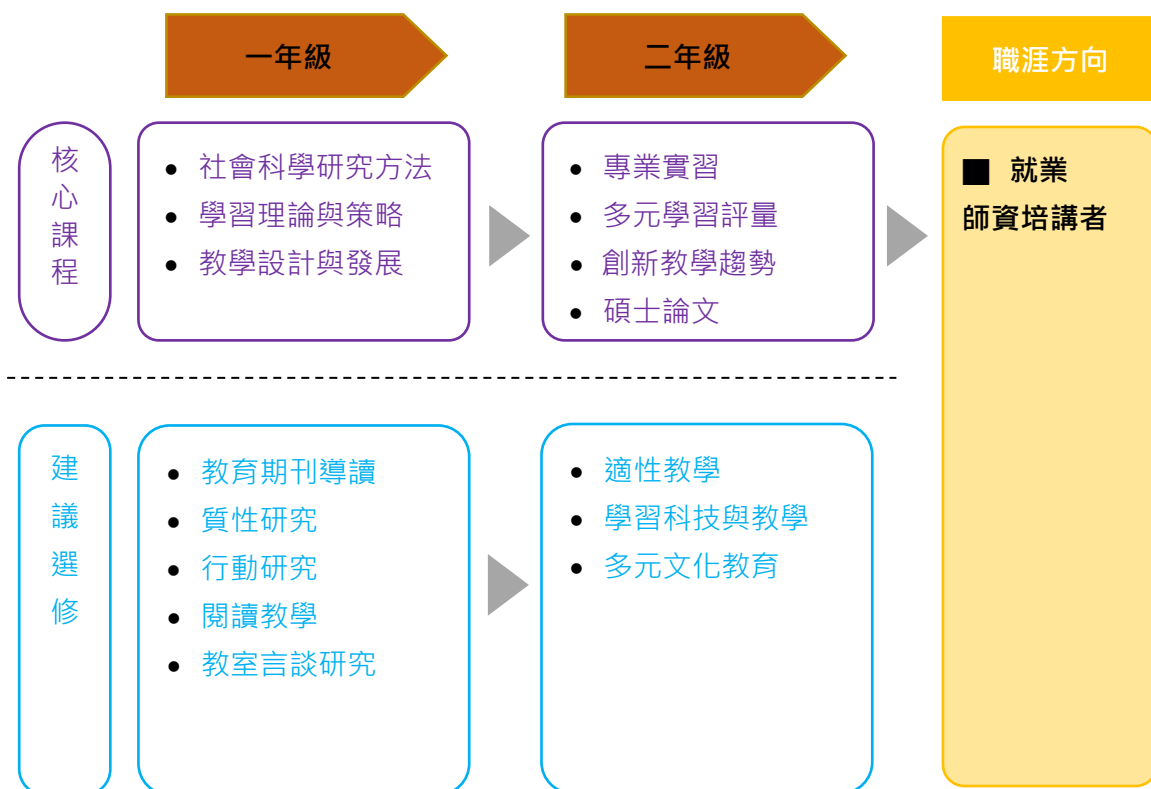 一年級
二年級
職涯方向
核心課程
● 社會科學研究方法
● 學習理論與策略
● 教學設計與發展
● 專業實習
● 多元學習評量
● 創新教學趨勢
● 碩士論文
■ 就業
師資培講者
建議選修
● 教育期刊導讀
● 質性研究
● 行動研究
● 閱讀教學
● 教室言談研究
● 適性教學
● 學習科技與教學
● 多元文化教育